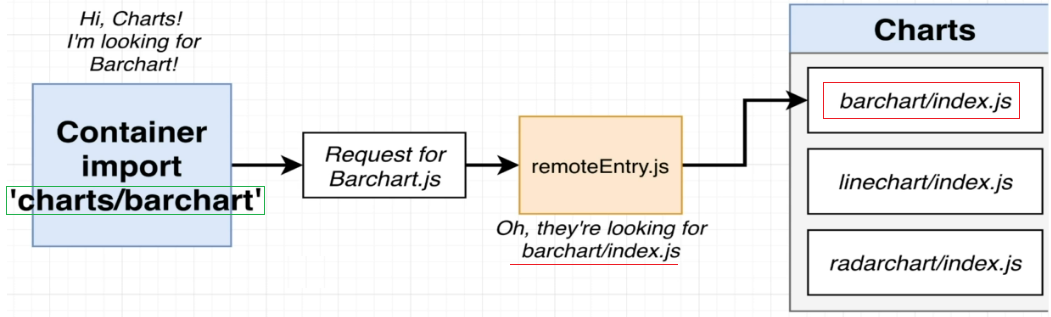 Hi, Charts!
I'm looking for
Barchart!
Container
import
'charts/barchart'
Request for
Barchart.js
remoteEntry.js
Oh, they're looking for
barchart/index.js
Charts
barchart/index.js
linechart/index.js
radarchart/index.js